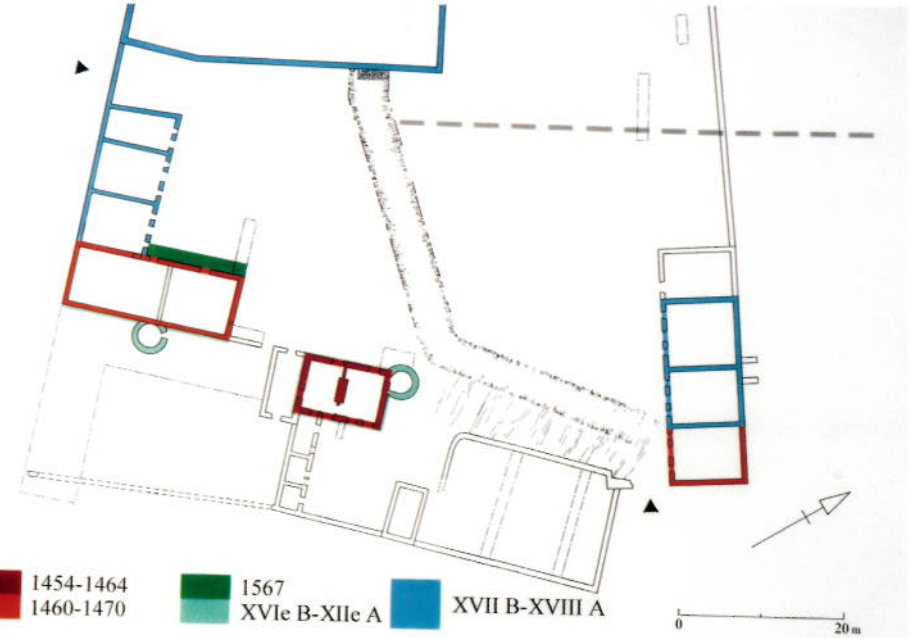 1454-1464
1460-1470
1567
XVIe B-XIIe A
XVII B-XVIII A
0
20 m